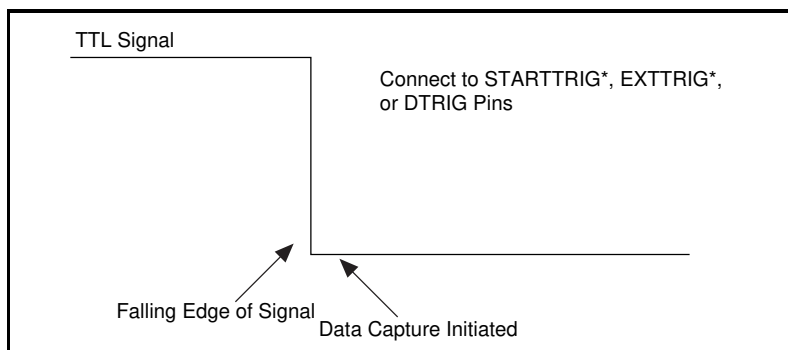 TTL Signal
Connect to STARTTRIG*, EXTTRIG*,
or DTRIG Pins
Falling Edge of Signal
Data Capture Initiated